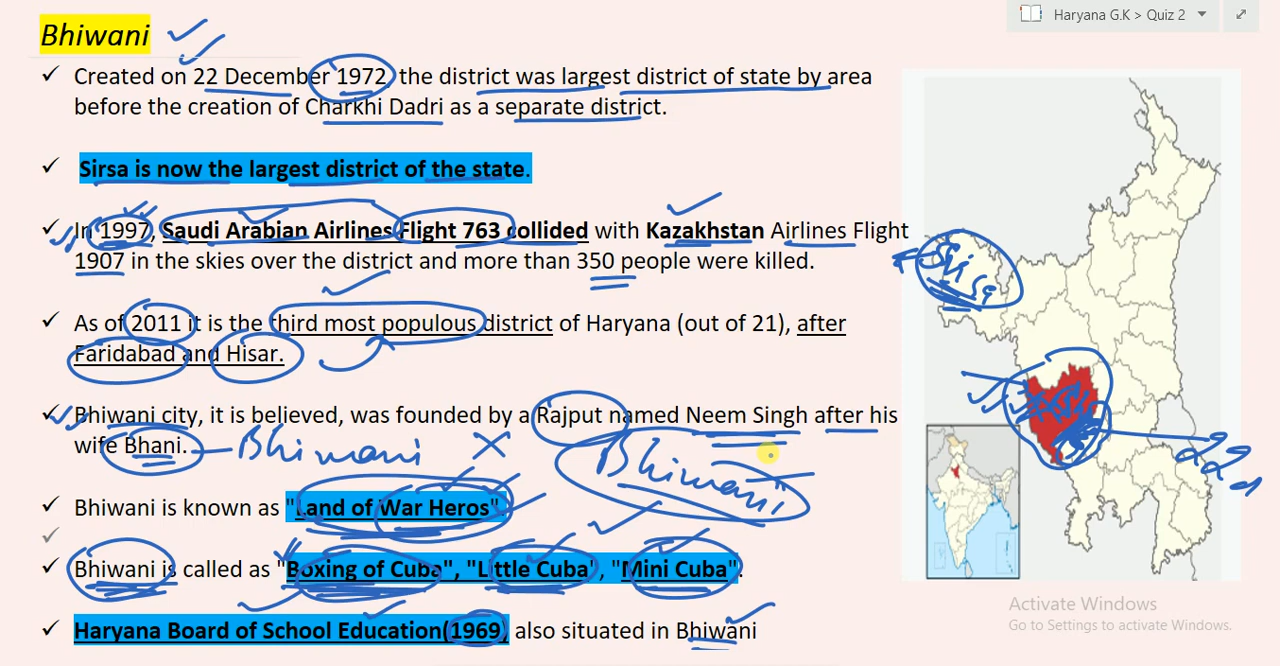 Haryana G.K > Quiz 2
Bhiwani
Created on 22 December 1972, the district was largest district of state by area
before the creation of Charkhi Dadri as a separate district.
Sirsa is now the largest district of the state.
In 1997, Saudi Arabian Airlines Flight 763 collided with Kazakhstan Airlines Flight
1907 in the skies over the district and more than 350 people were killed.
As of 2011 it is the third most populous district of Haryana (out of 21), after
Faridabad and Hisar.
Bhiwani city, it is believed, was founded by a Rajput named Neem Singh after his
wife Bhani.
Bhiwani is known as "Land of War Heros".
Bhiwani is called as "Boxing of Cuba", "Little Cuba", "Mini Cuba".
Haryana Board of School Education(1969) also situated in Bhiwani
Activate Windows
Go to Settings to activate Windows.